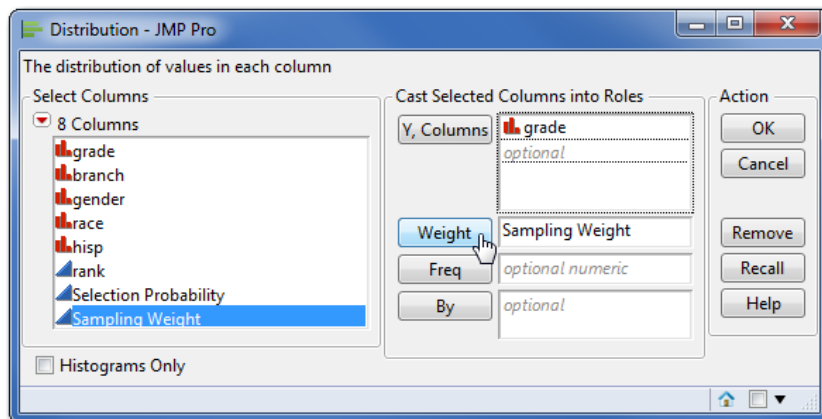 Distribution - JMP Pro
The distribution of values in each column
Select Columns
8 Columns
grade
branch
gender
race
hisp
rank
Selection Probability
Sampling Weight
Histograms Only
Cast Selected Columns into Roles
Y, Columns grade
optional
Weight Sampling Weight
Freq optional numeric
By optional
Action
OK
Cancel
Remove
Recall
Help